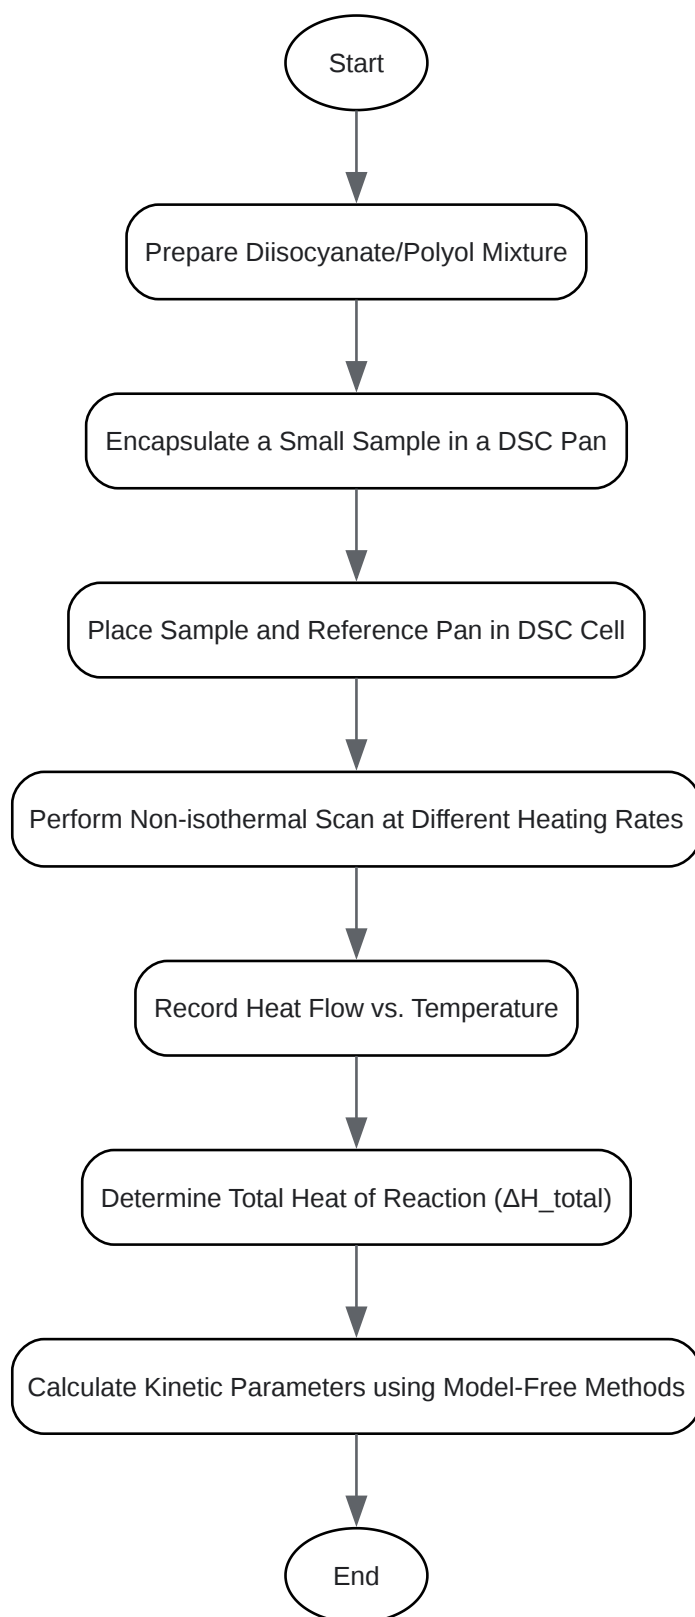 Start
Prepare Diisocyanate/Polyol Mixture
Encapsulate a Small Sample in a DSC Pan
Place Sample and Reference Pan in DSC Cell
Perform Non-isothermal Scan at Different Heating Rates
Record Heat Flow vs. Temperature
Determine Total Heat of Reaction (ΔH_total)
Calculate Kinetic Parameters using Model-Free Methods
End